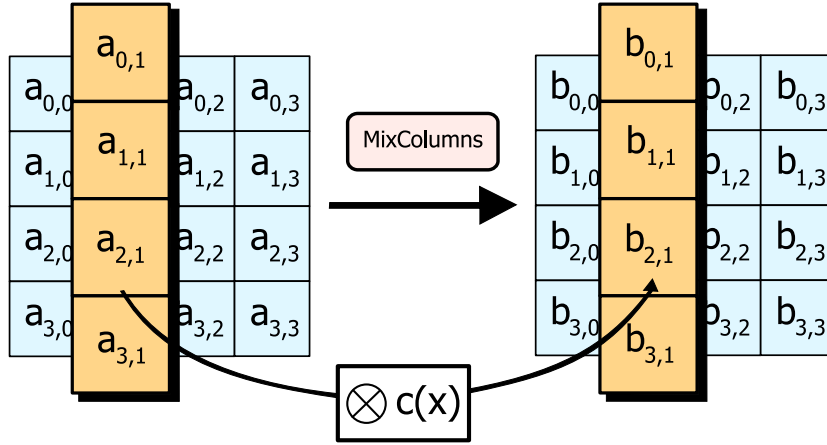 a0,1
a0,0 a0,2 a0,3
a1,1
a1,0 a1,2 a1,3
a2,1
a2,0 a2,2 a2,3
a3,0 a3,2 a3,3
a3,1
MixColumns
b0,1
b0,0 b0,2 b0,3
b1,1
b1,0 b1,2 b1,3
b2,1
b2,0 b2,2 b2,3
b3,0 b3,2 b3,3
b3,1
⊗ c(x)